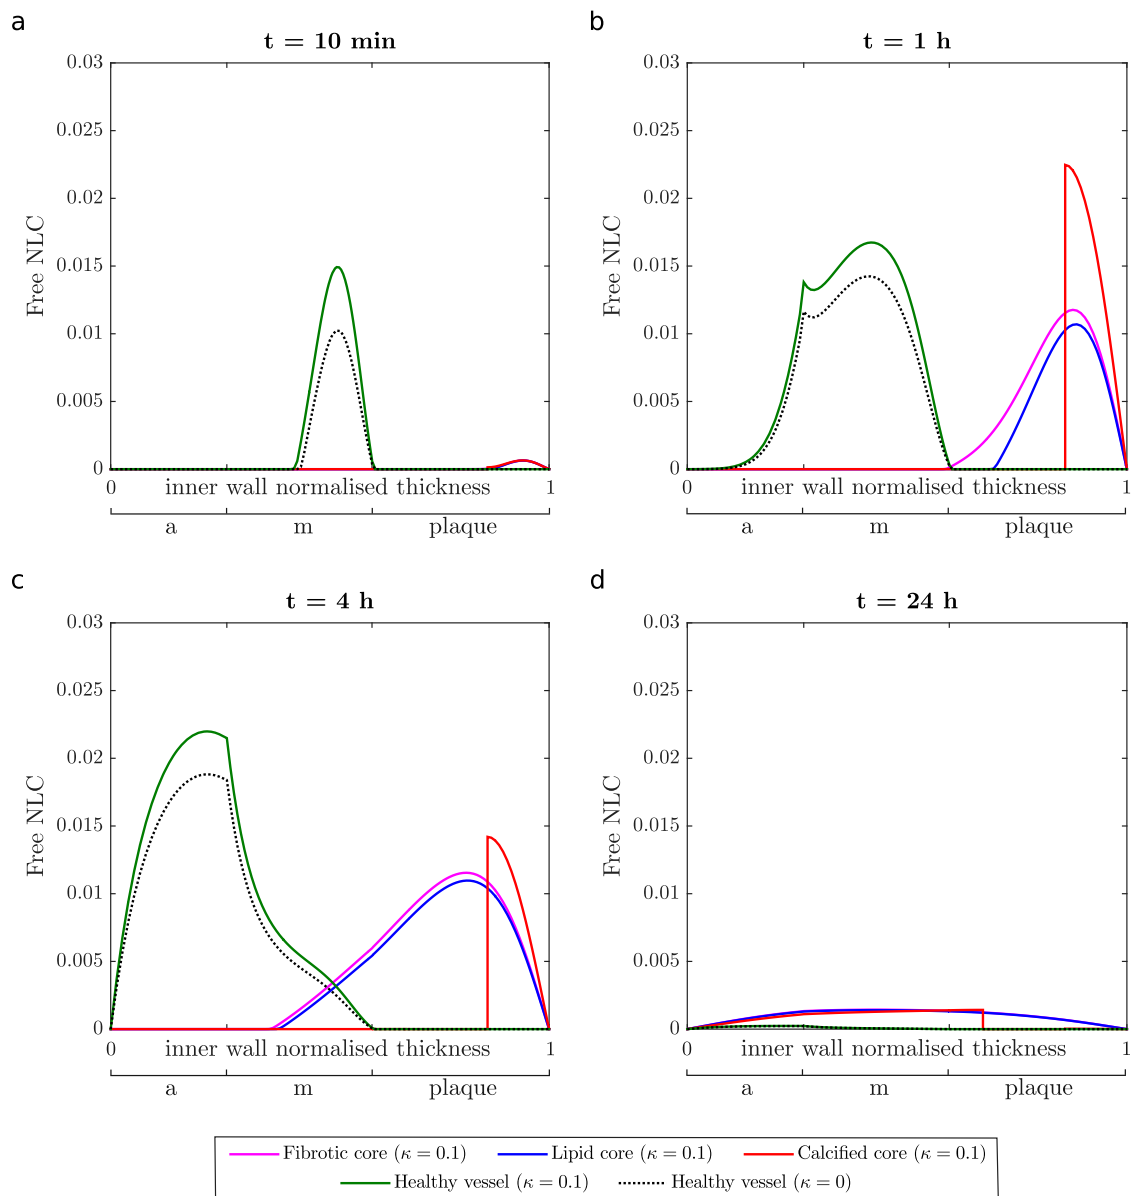 a
t = 10 min
0.03
0.025
0.02
0.015
0.01
0.005
0
Free NLC
0 inner wall normalised thickness 1
a m plaque
b
t = 1 h
0.03
0.025
0.02
0.015
0.01
0.005
0
Free NLC
0 inner wall normalised thickness 1
a m plaque
c
t = 4 h
0.03
0.025
0.02
0.015
0.01
0.005
0
Free NLC
0 inner wall normalised thickness 1
a m plaque
d
t = 24 h
0.03
0.025
0.02
0.015
0.01
0.005
0
Free NLC
0 inner wall normalised thickness 1
a m plaque
Fibrotic core (κ = 0.1) Lipid core (κ = 0.1) Calcified core (κ = 0.1)
Healthy vessel (κ = 0.1) Healthy vessel (κ = 0)